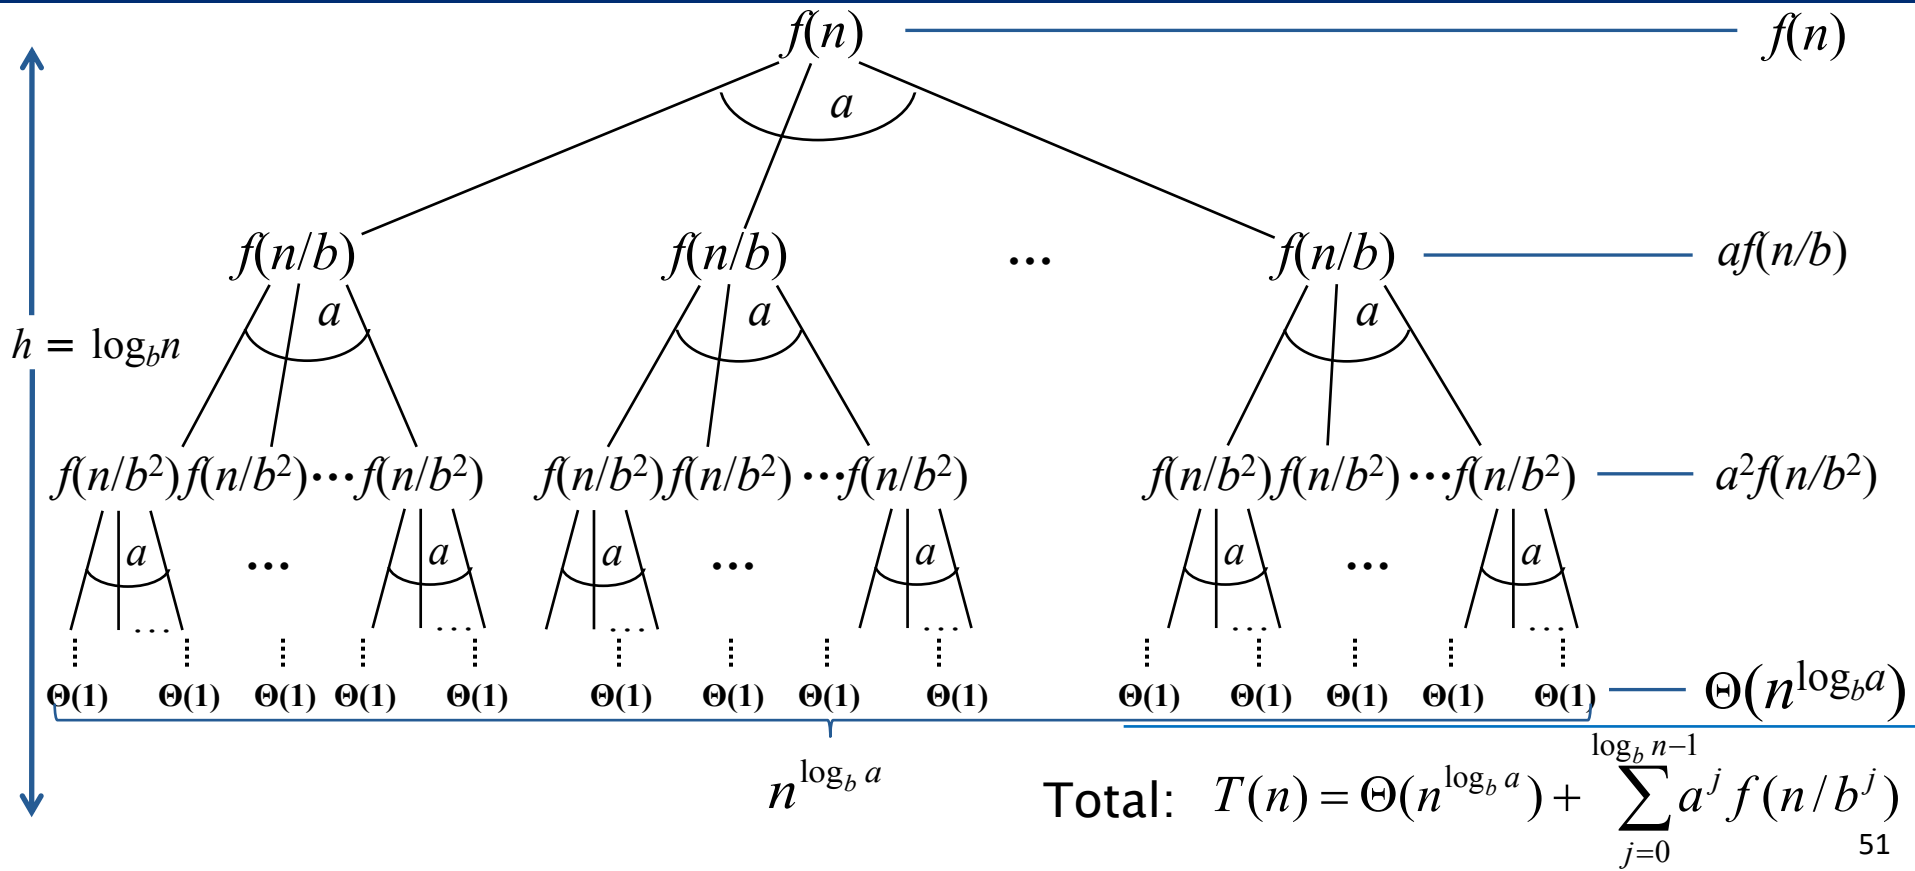 f(n) f(n)
a
f(n/b) f(n/b) ... f(n/b) af(n/b)
a a a
h = log_b n
f(n/b²) f(n/b²) ... f(n/b²) f(n/b²) f(n/b²) ... f(n/b²) f(n/b²) f(n/b²) ... f(n/b²) a²f(n/b²)
a ... a a ... a a ... a
... ... ... ... ... ...
Θ(1) Θ(1) Θ(1) Θ(1) Θ(1) Θ(1) Θ(1) Θ(1) Θ(1) Θ(1) Θ(1) Θ(1) Θ(1) Θ(1) Θ(n^{log_b a})
n^{log_b a}
Total: T(n) = Θ(n^{log_b a}) + ∑_{j=0}^{log_b n−1} a^j f(n/b^j)
51